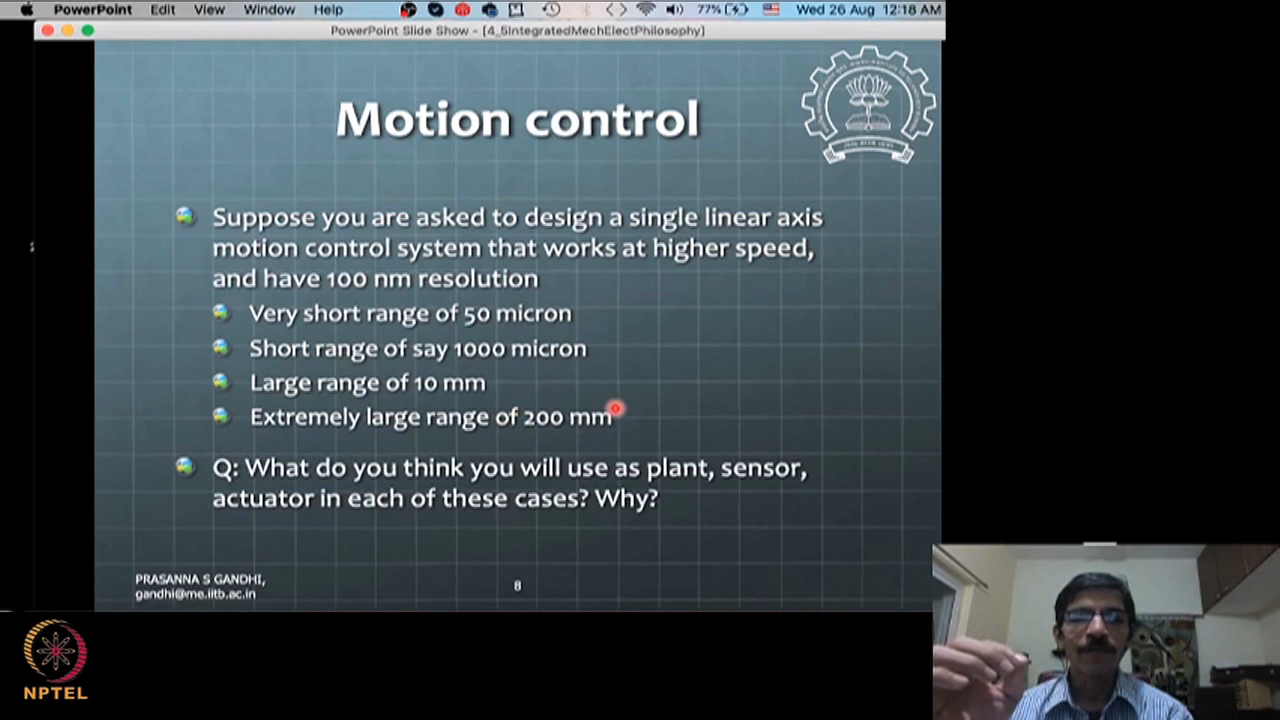 PowerPoint Edit View Window Help 77% Wed 26 Aug 12:18 AM
PowerPoint Slide Show - [4_5IntegratedMechElectPhilosophy]
Motion control
Suppose you are asked to design a single linear axis
motion control system that works at higher speed,
and have 100 nm resolution
Very short range of 50 micron
Short range of say 1000 micron
Large range of 10 mm
Extremely large range of 200 mm
Q: What do you think you will use as plant, sensor,
actuator in each of these cases? Why?
PRASANNA S GANDHI,
gandhi@me.iitb.ac.in
8
NPTEL